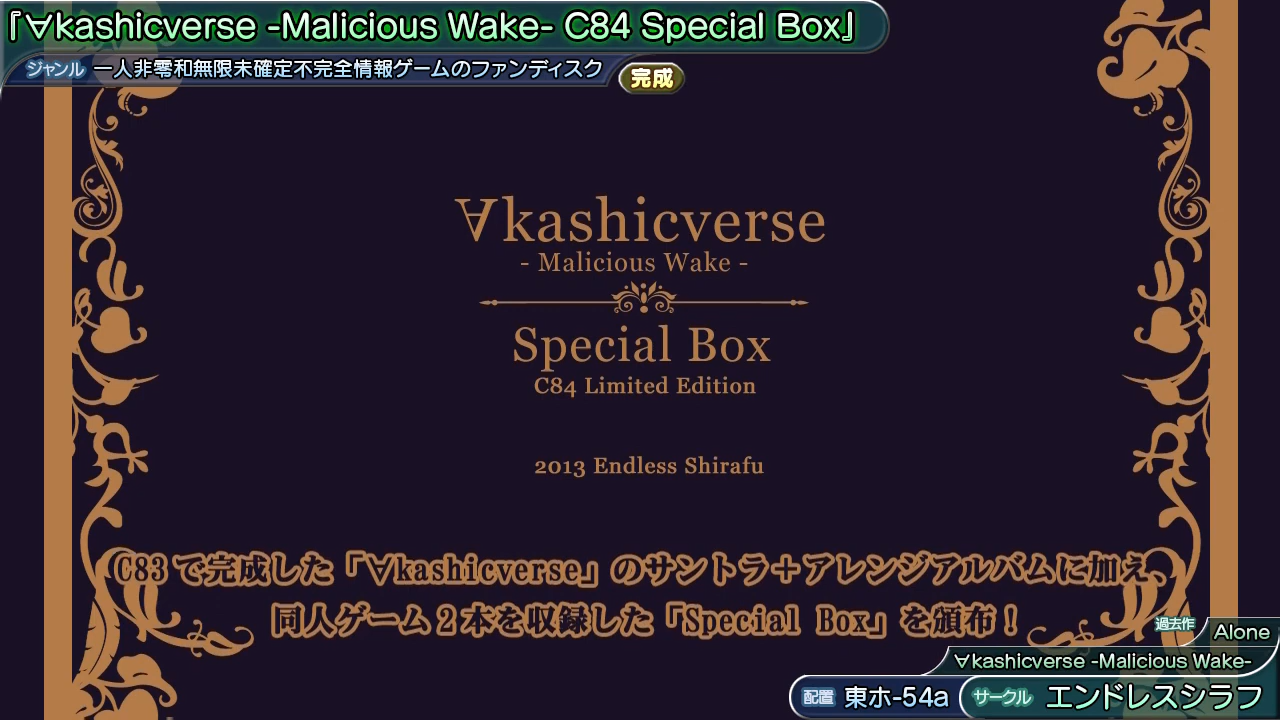 『∀kashicverse -Malicious Wake- C84 Special Box』
ジャンル 一人非零和無限未確定不完全情報ゲームのファンディスク 完成
∀kashicverse
- Malicious Wake -
Special Box
C84 Limited Edition
2013 Endless Shirafu
C83で完成した「∀kashicverse」のサントラ＋アレンジアルバムに加え、
同人ゲーム2本を収録した「Special Box」を頒布！
過去作 Alone
∀kashicverse -Malicious Wake-
配置 東ホ-54a サークル エンドレスシラフ